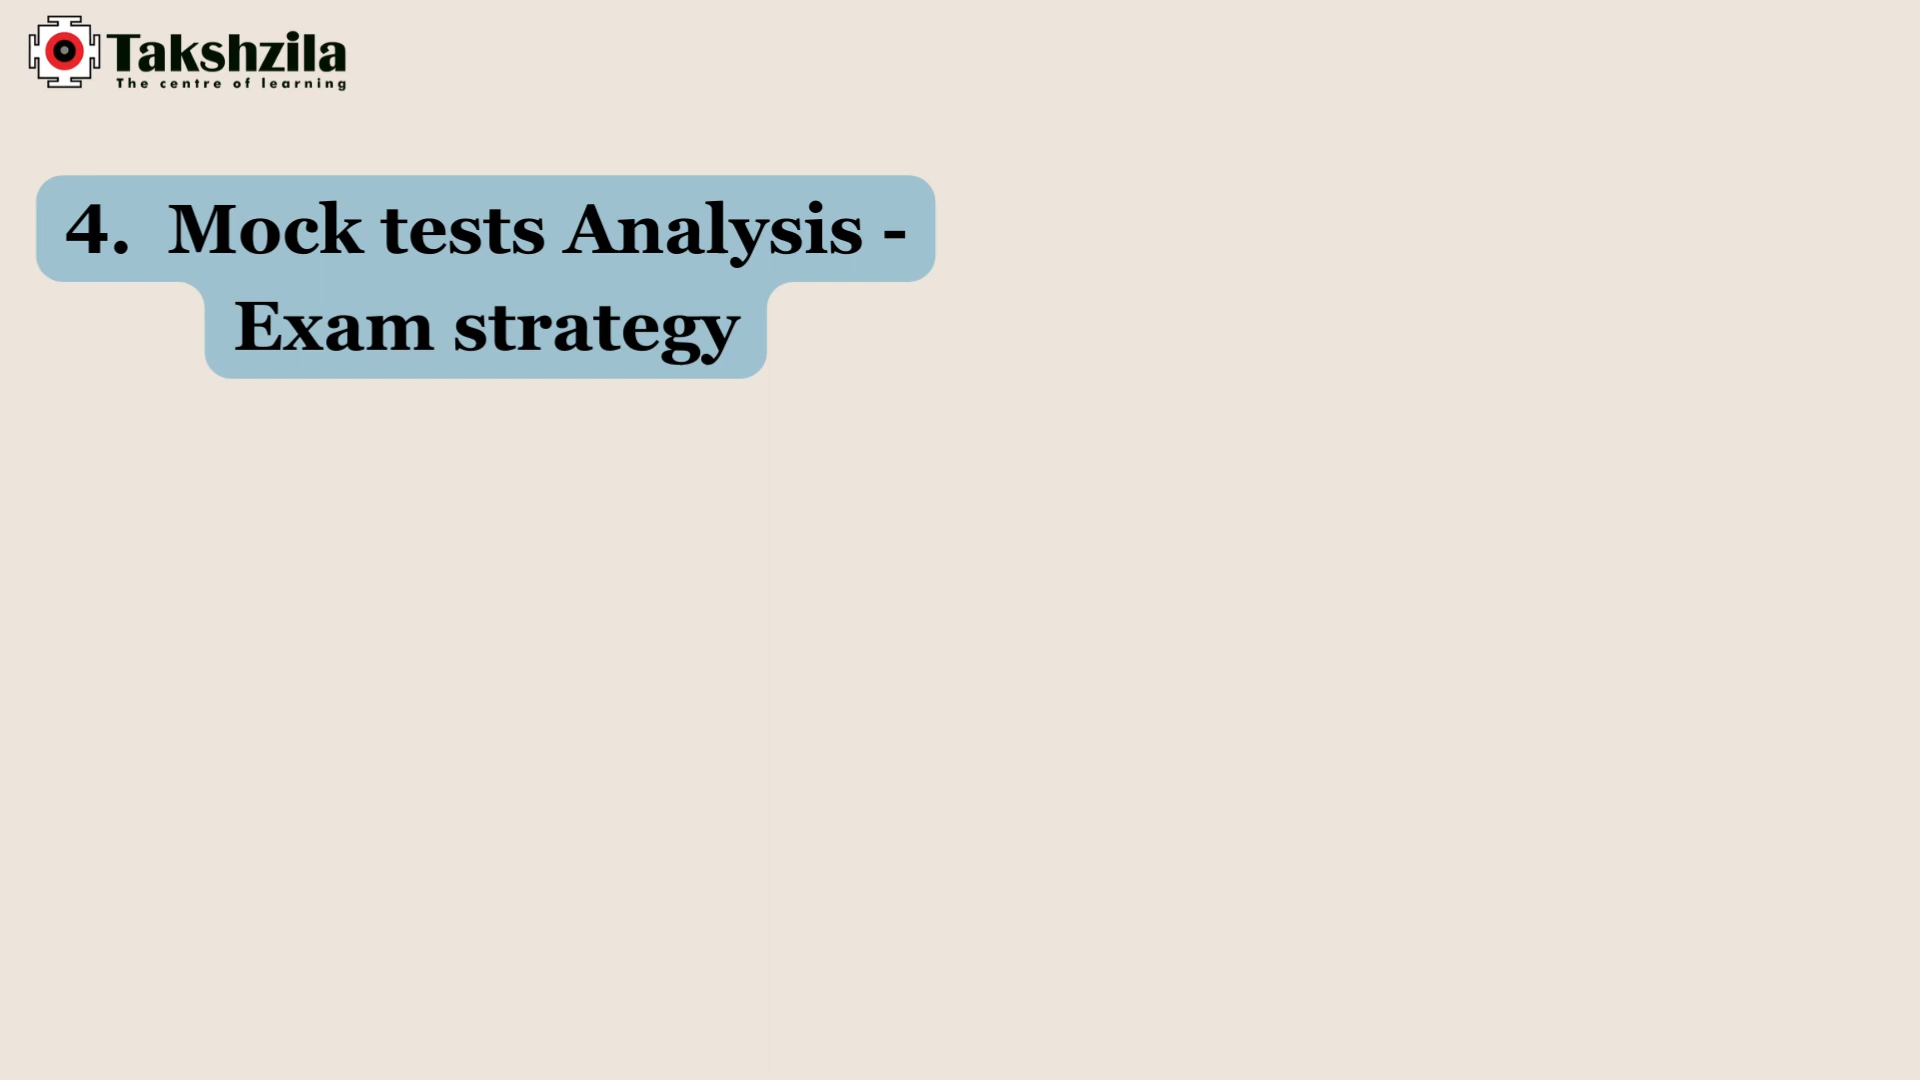 Takshzila
The centre of learning
4. Mock tests Analysis -
Exam strategy